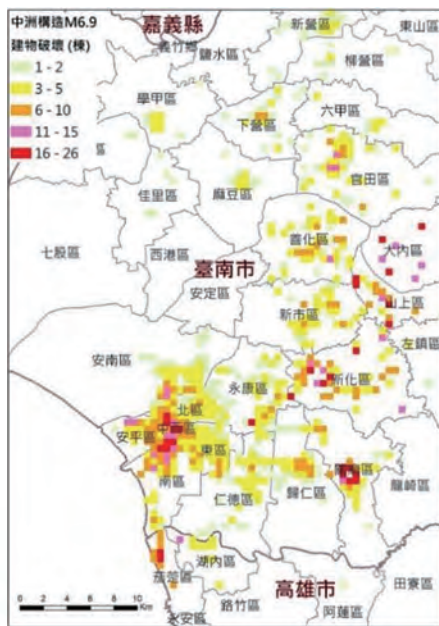 中洲構造M6.9
建物破壞 (棟)
1 - 2
3 - 5
6 - 10
11 - 15
16 - 26
嘉義縣
義竹鄉
鹽水區
新營區
東山區
柳營區
學甲區
下營區
六甲區
區
官田區
佳里區
麻豆區
七股區
西港區
善化區
大內區
臺南市
安定區
山上區
新市區
左鎮區
安南區
永康區
新化區
北區
安平區
中西區
東區
南區
仁德區
歸仁區
關廟區
龍崎區
湖內區
茄萣區
高雄市
田寮區
路竹區
永安區
阿蓮區
0 2 4 6 8 10
Km